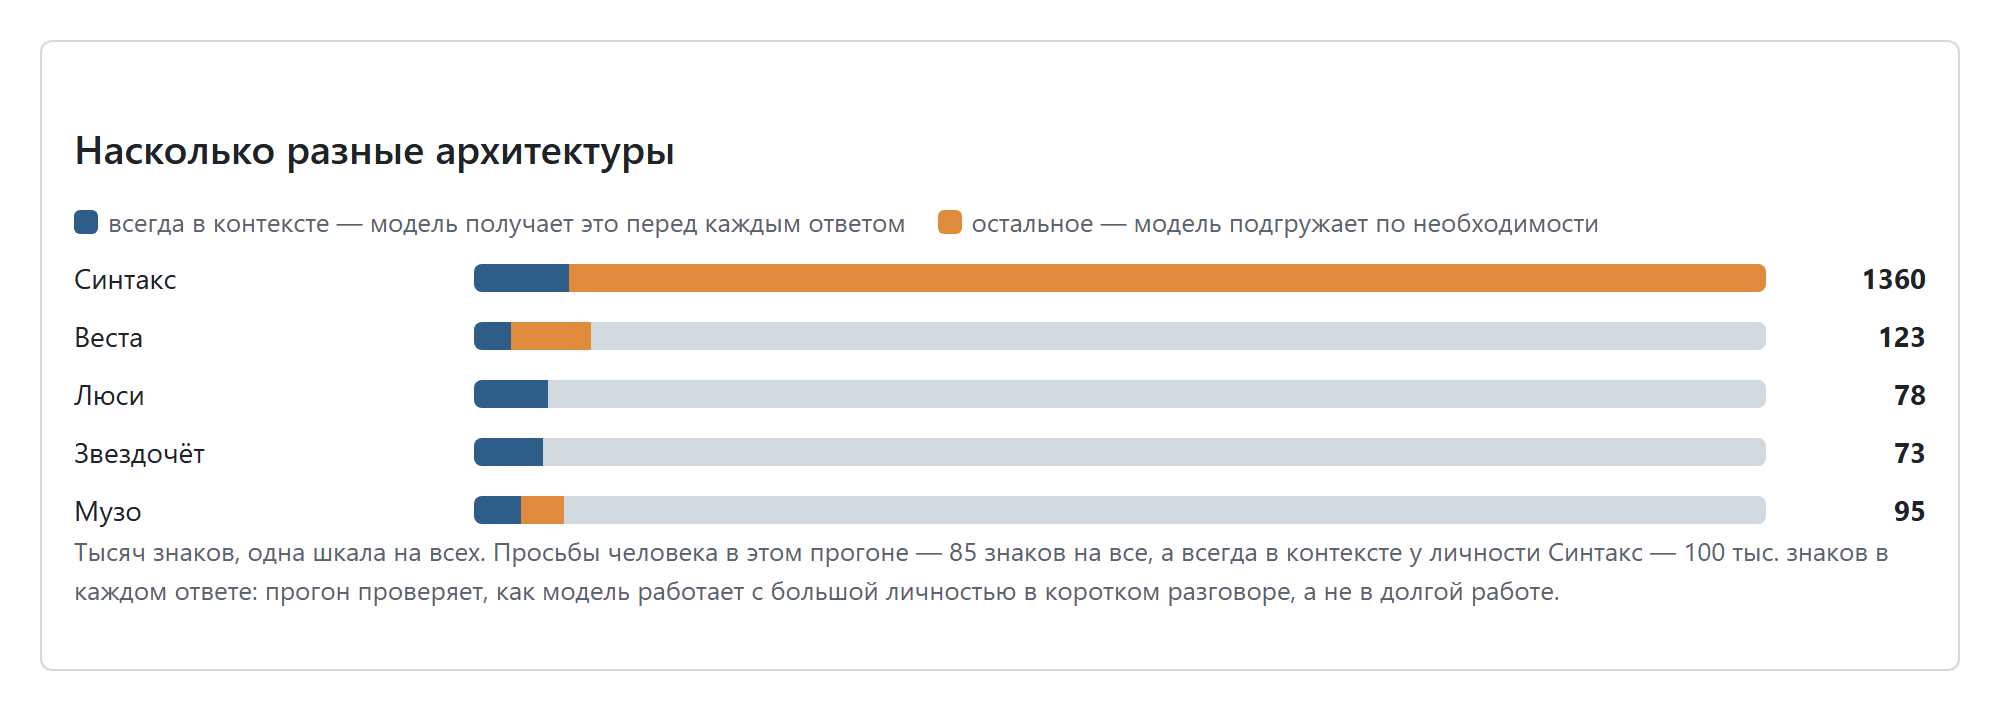 Насколько разные архитектуры
всегда в контексте — модель получает это перед каждым ответом остальное — модель подгружает по необходимости
Синтакс 1360
Веста 123
Люси 78
Звездочёт 73
Музо 95
Тысяч знаков, одна шкала на всех. Просьбы человека в этом прогоне — 85 знаков на все, а всегда в контексте у личности Синтакс — 100 тыс. знаков в
каждом ответе: прогон проверяет, как модель работает с большой личностью в коротком разговоре, а не в долгой работе.